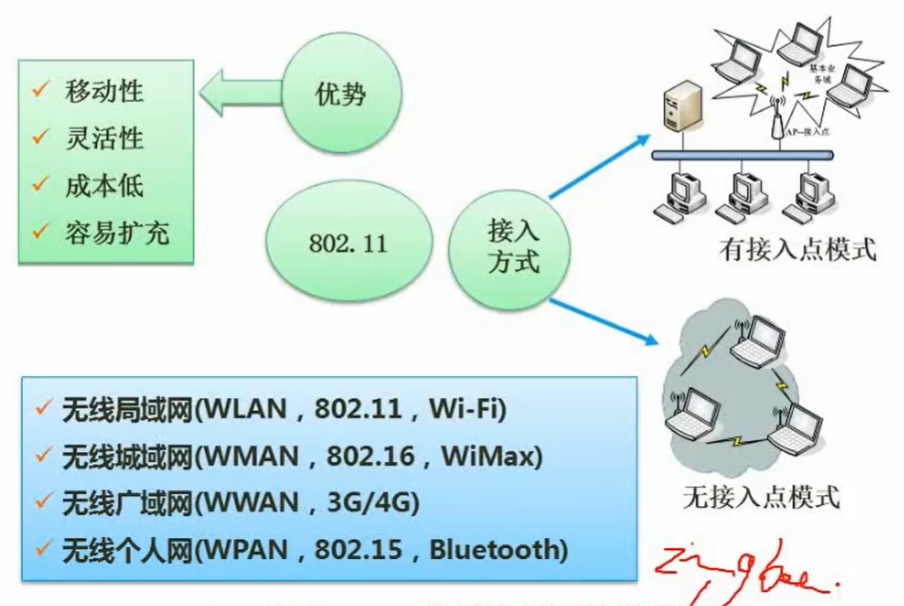 优势
移动性
灵活性
成本低
容易扩充
802.11
接入
方式
基本业
务域
AP-接入点
有接入点模式
无接入点模式
无线局域网(WLAN，802.11，Wi-Fi)
无线城域网(WMAN，802.16，WiMax)
无线广域网(WWAN，3G/4G)
无线个人网(WPAN，802.15，Bluetooth)
zingbee.